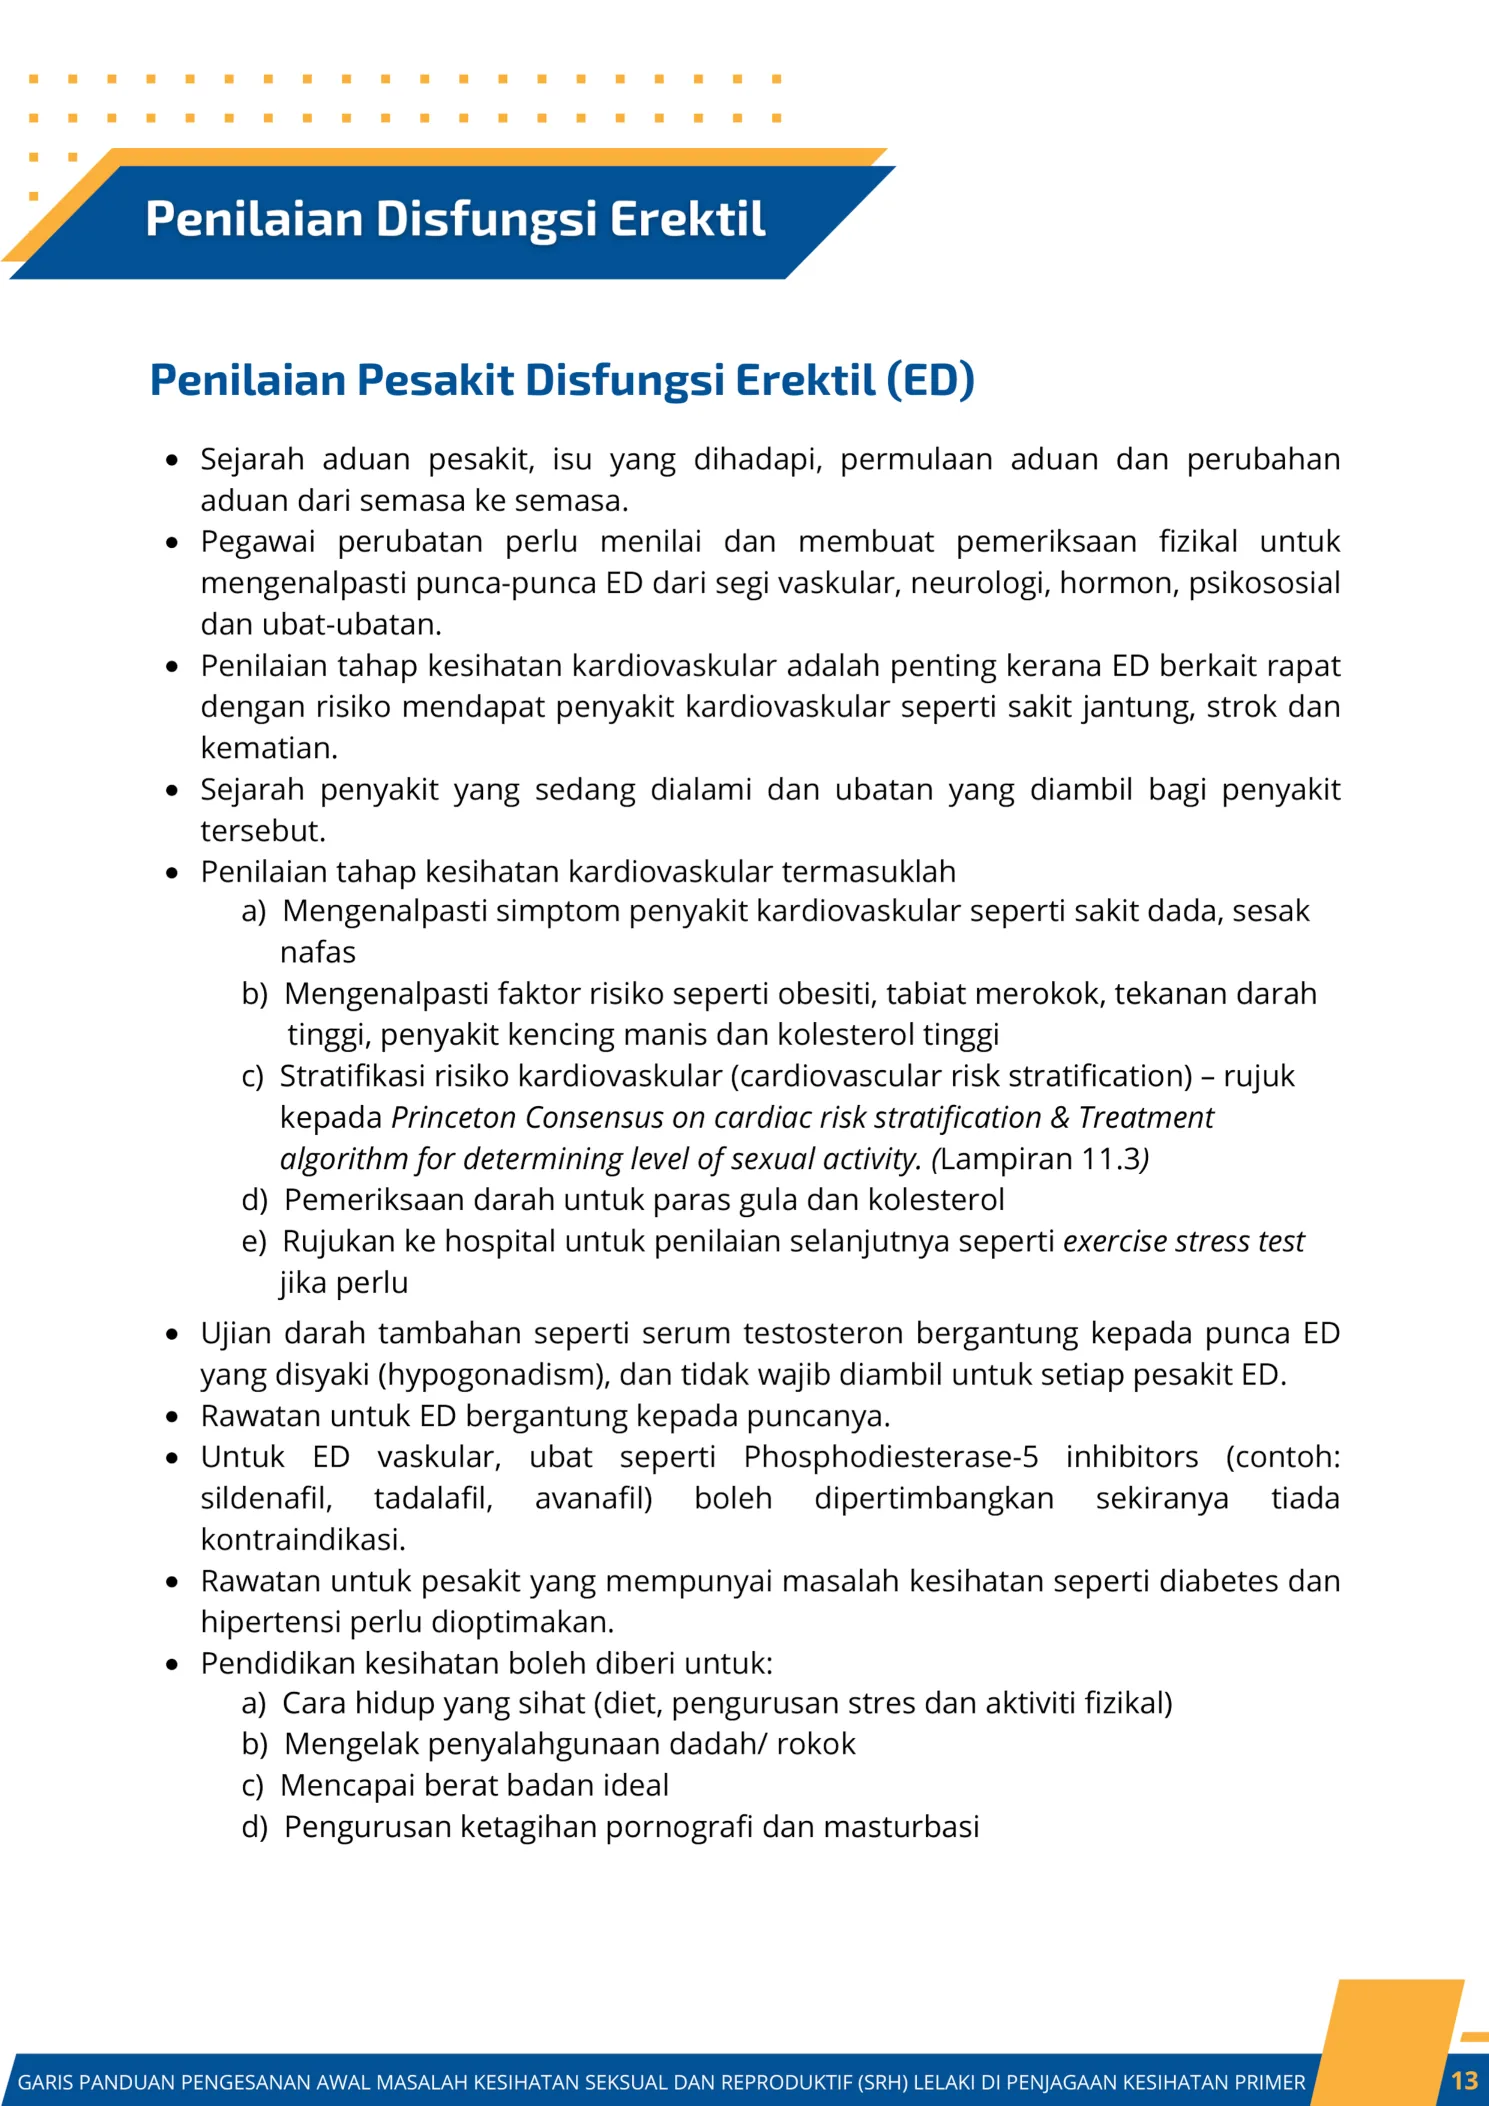 Penilaian Disfungsi Erektil
Penilaian Pesakit Disfungsi Erektil (ED)
• Sejarah aduan pesakit, isu yang dihadapi, permulaan aduan dan perubahan
aduan dari semasa ke semasa.
• Pegawai perubatan perlu menilai dan membuat pemeriksaan fizikal untuk
mengenalpasti punca-punca ED dari segi vaskular, neurologi, hormon, psikososial
dan ubat-ubatan.
• Penilaian tahap kesihatan kardiovaskular adalah penting kerana ED berkait rapat
dengan risiko mendapat penyakit kardiovaskular seperti sakit jantung, strok dan
kematian.
• Sejarah penyakit yang sedang dialami dan ubatan yang diambil bagi penyakit
tersebut.
• Penilaian tahap kesihatan kardiovaskular termasuklah
a) Mengenalpasti simptom penyakit kardiovaskular seperti sakit dada, sesak
nafas
b) Mengenalpasti faktor risiko seperti obesiti, tabiat merokok, tekanan darah
tinggi, penyakit kencing manis dan kolesterol tinggi
c) Stratifikasi risiko kardiovaskular (cardiovascular risk stratification) – rujuk
kepada Princeton Consensus on cardiac risk stratification & Treatment
algorithm for determining level of sexual activity. (Lampiran 11.3)
d) Pemeriksaan darah untuk paras gula dan kolesterol
e) Rujukan ke hospital untuk penilaian selanjutnya seperti exercise stress test
jika perlu
• Ujian darah tambahan seperti serum testosteron bergantung kepada punca ED
yang disyaki (hypogonadism), dan tidak wajib diambil untuk setiap pesakit ED.
• Rawatan untuk ED bergantung kepada puncanya.
• Untuk ED vaskular, ubat seperti Phosphodiesterase-5 inhibitors (contoh:
sildenafil, tadalafil, avanafil) boleh dipertimbangkan sekiranya tiada
kontraindikasi.
• Rawatan untuk pesakit yang mempunyai masalah kesihatan seperti diabetes dan
hipertensi perlu dioptimakan.
• Pendidikan kesihatan boleh diberi untuk:
a) Cara hidup yang sihat (diet, pengurusan stres dan aktiviti fizikal)
b) Mengelak penyalahgunaan dadah/ rokok
c) Mencapai berat badan ideal
d) Pengurusan ketagihan pornografi dan masturbasi
GARIS PANDUAN PENGESANAN AWAL MASALAH KESIHATAN SEKSUAL DAN REPRODUKTIF (SRH) LELAKI DI PENJAGAAN KESIHATAN PRIMER 13